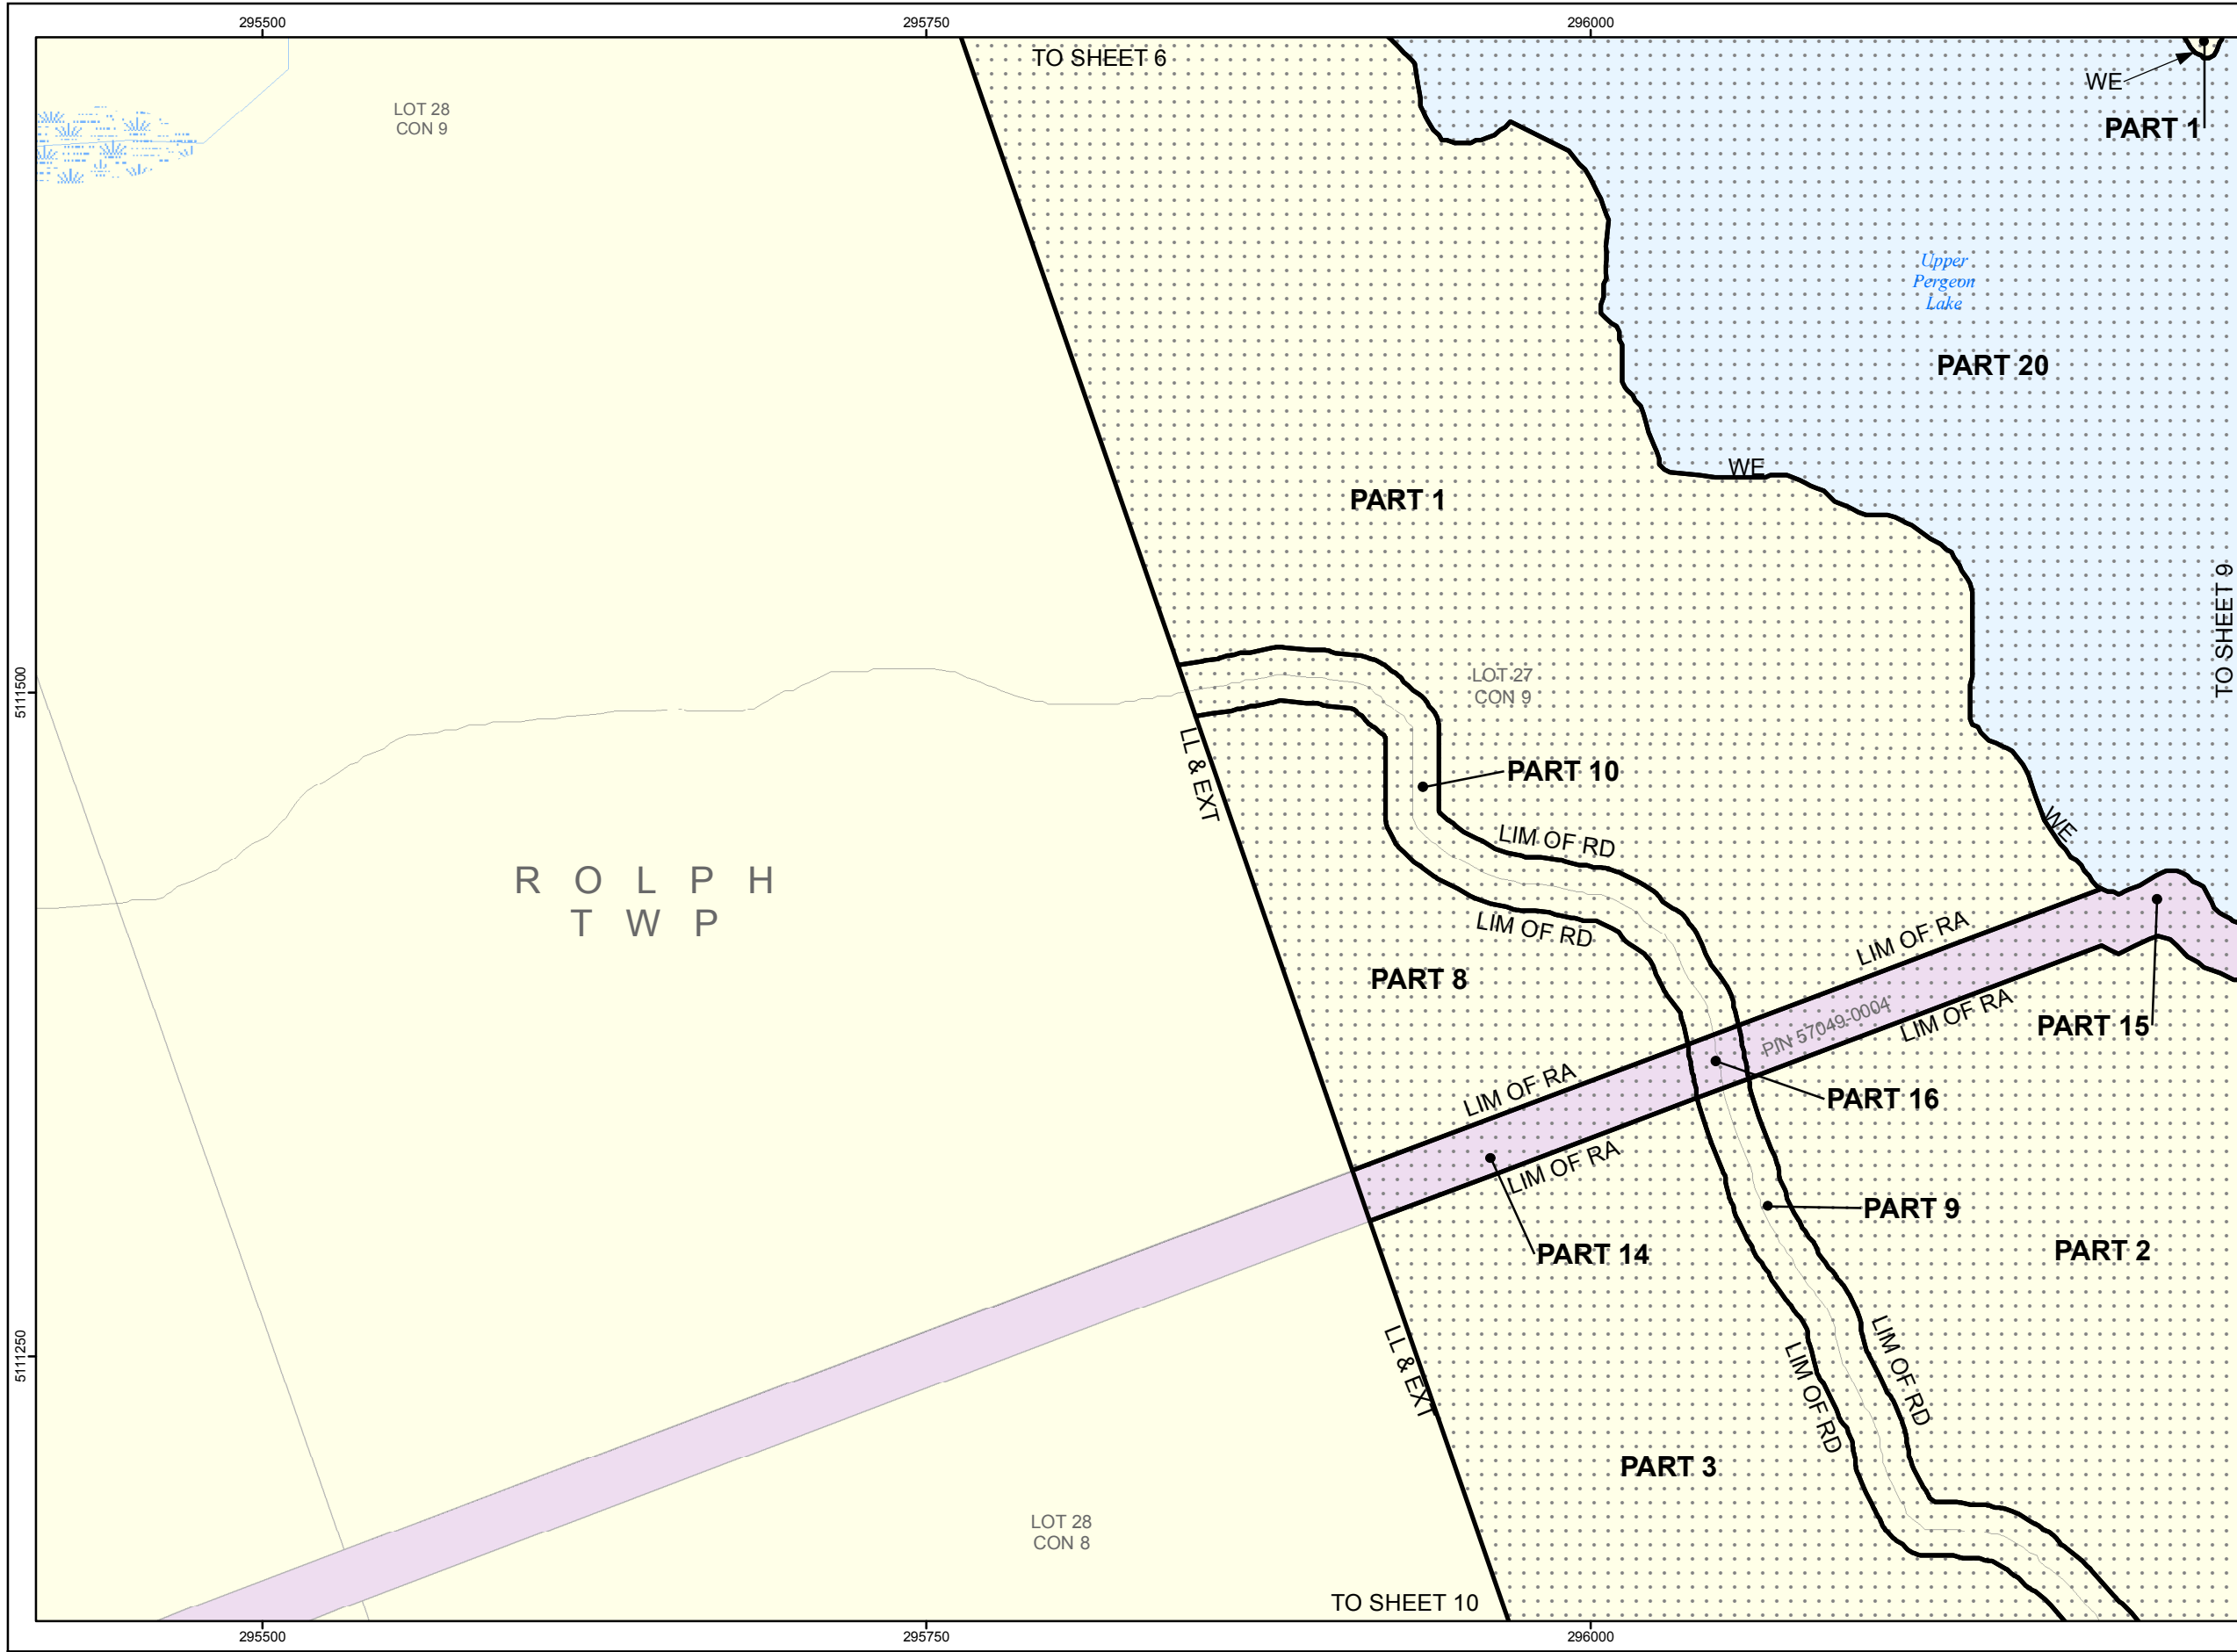 295500
295750
296000
TO SHEET 6
WE
PART 1
LOT 28
CON 9
Upper
Pergeon
Lake
PART 20
WE
PART 1
TO SHEET 9
5111500
LOT 27
CON 9
LL & EXT
PART 10
LIM OF RD
WE
ROLPH
TWP
LIM OF RD
LIM OF RA
PART 8
PIN 57049-0004
LIM OF RA
PART 15
LIM OF RA
PART 16
LIM OF RA
PART 9
PART 14
PART 2
5111250
LL & EXT
LIM OF RD
LIM OF RD
PART 3
LOT 28
CON 8
TO SHEET 10
295500
295750
296000